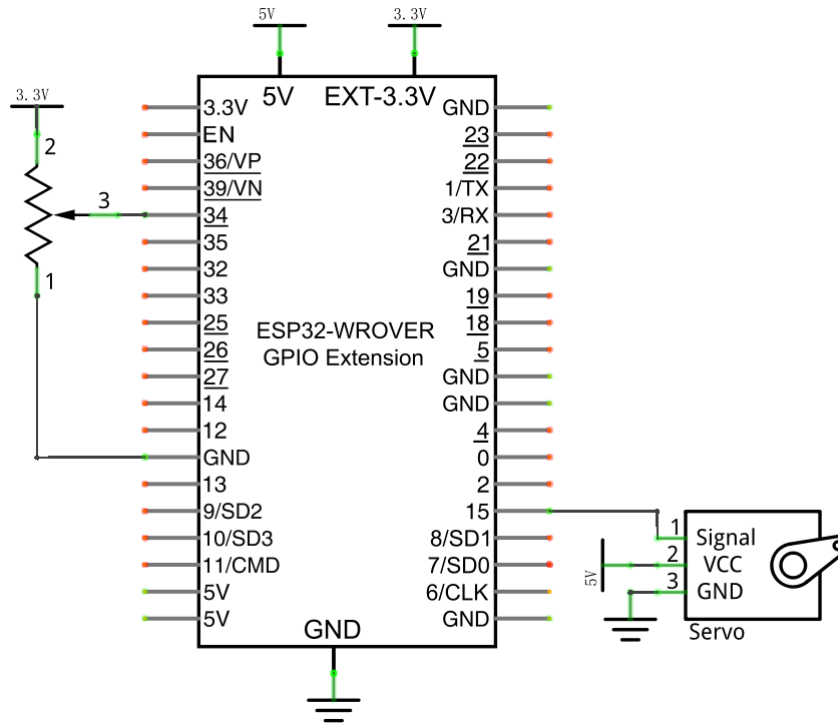 5V
3.3V
3.3V
5V
EXT-3.3V
2
3
1
3.3V
EN
36/VP
39/VN
34
35
32
33
25
26
27
14
12
GND
13
9/SD2
10/SD3
11/CMD
5V
5V
ESP32-WROVER
GPIO Extension
GND
GND
23
22
1/TX
3/RX
21
GND
19
18
5
GND
GND
4
0
2
15
8/SD1
7/SD0
6/CLK
GND
5V
1
2
3
Signal
VCC
GND
Servo